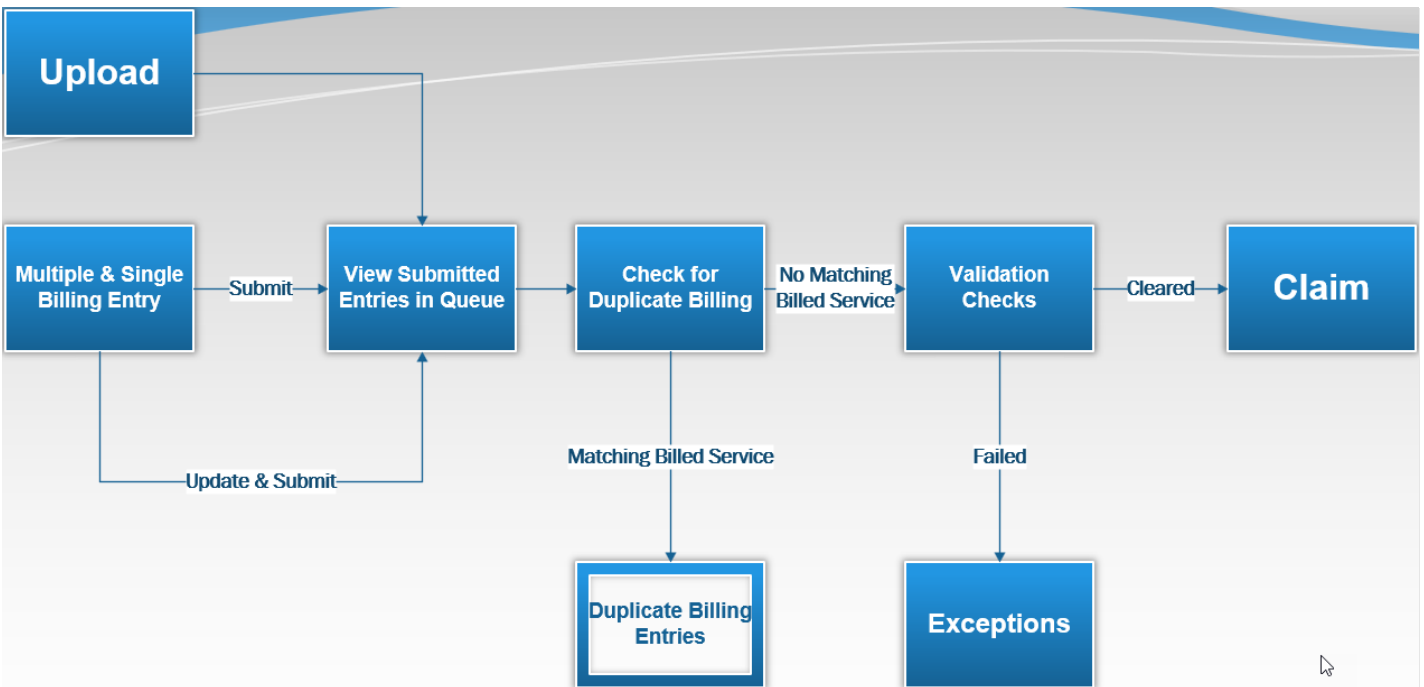 Upload
Multiple & Single
Billing Entry
Submit
View Submitted
Entries in Queue
Check for
Duplicate Billing
No Matching
Billed Service
Validation
Checks
Cleared
Claim
Update & Submit
Matching Billed Service
Failed
Duplicate Billing
Entries
Exceptions